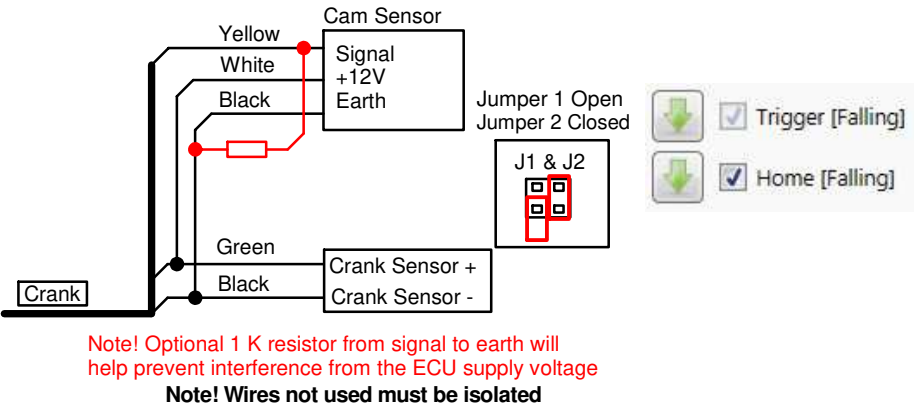 Cam Sensor
Yellow
Signal
White
+12V
Black
Earth
Jumper 1 Open
Jumper 2 Closed
J1 & J2
Trigger [Falling]
Home [Falling]
Green
Crank Sensor +
Black
Crank Sensor -
Crank
Note! Optional 1 K resistor from signal to earth will
help prevent interference from the ECU supply voltage
Note! Wires not used must be isolated